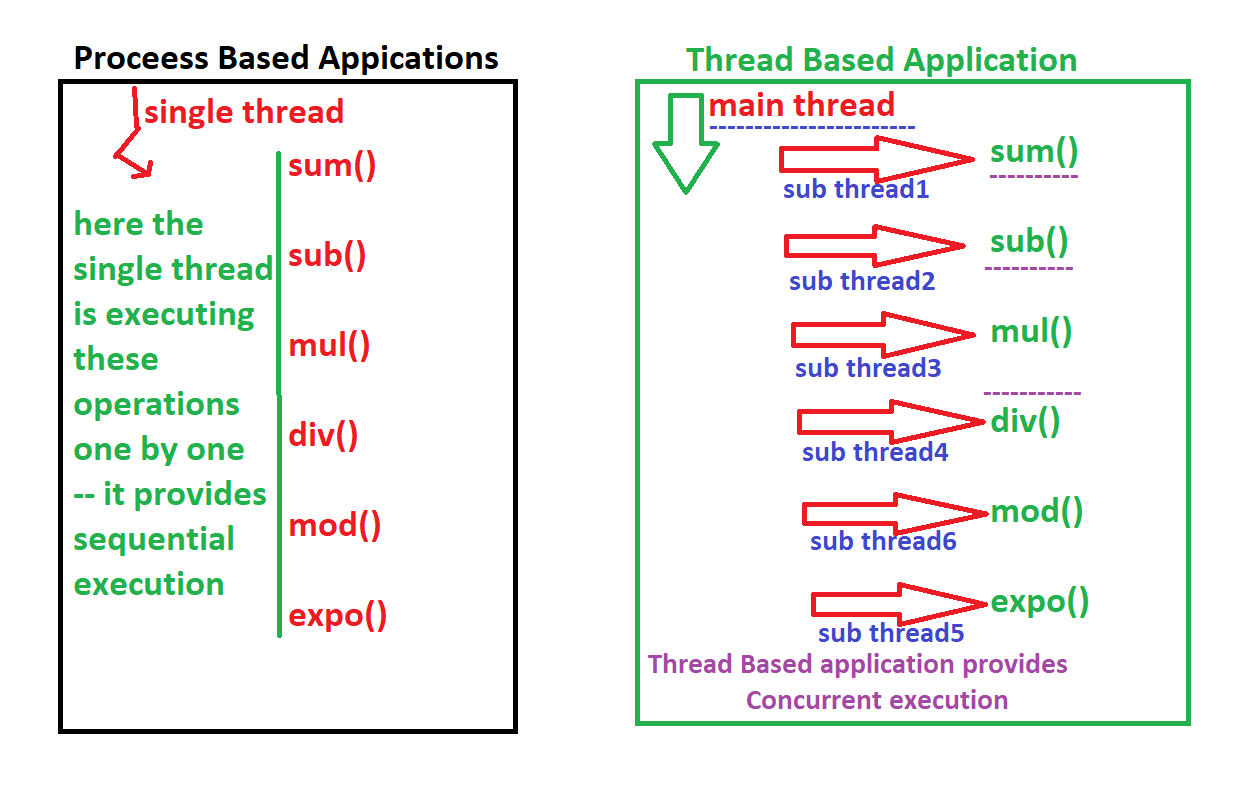 Proceess Based Appications
single thread
sum()
here the
single thread
is executing
these
operations
one by one
-- it provides
sequential
execution
sub()
mul()
div()
mod()
expo()
Thread Based Application
main thread
sum()
sub thread1
sub()
sub thread2
mul()
sub thread3
div()
sub thread4
mod()
sub thread6
expo()
sub thread5
Thread Based application provides
Concurrent execution